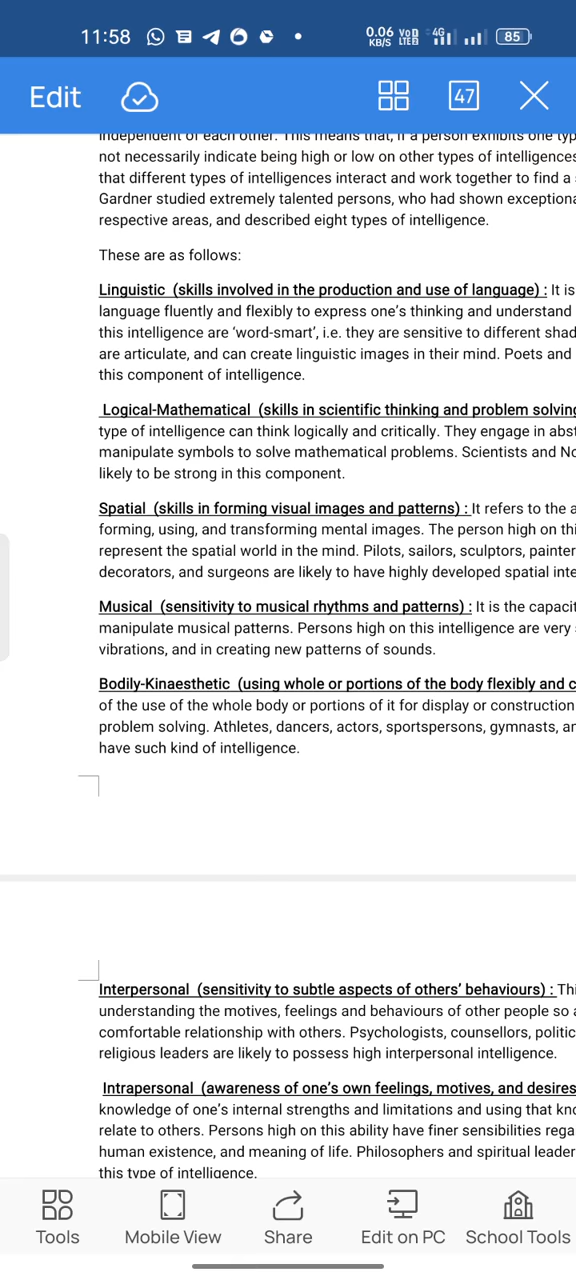 11:58
0.06 KB/S VoD LTE2 4G 85
Edit
47
independent of each other. This means that, if a person exhibits one typ
not necessarily indicate being high or low on other types of intelligences
that different types of intelligences interact and work together to find a
Gardner studied extremely talented persons, who had shown exceptiona
respective areas, and described eight types of intelligence.
These are as follows:
Linguistic (skills involved in the production and use of language) : It is
language fluently and flexibly to express one’s thinking and understand
this intelligence are ‘word-smart’, i.e. they are sensitive to different shad
are articulate, and can create linguistic images in their mind. Poets and
this component of intelligence.
Logical-Mathematical (skills in scientific thinking and problem solving
type of intelligence can think logically and critically. They engage in abst
manipulate symbols to solve mathematical problems. Scientists and No
likely to be strong in this component.
Spatial (skills in forming visual images and patterns) : It refers to the a
forming, using, and transforming mental images. The person high on thi
represent the spatial world in the mind. Pilots, sailors, sculptors, painter
decorators, and surgeons are likely to have highly developed spatial inte
Musical (sensitivity to musical rhythms and patterns) : It is the capacit
manipulate musical patterns. Persons high on this intelligence are very
vibrations, and in creating new patterns of sounds.
Bodily-Kinaesthetic (using whole or portions of the body flexibly and c
of the use of the whole body or portions of it for display or construction
problem solving. Athletes, dancers, actors, sportspersons, gymnasts, an
have such kind of intelligence.
Interpersonal (sensitivity to subtle aspects of others’ behaviours) : Thi
understanding the motives, feelings and behaviours of other people so a
comfortable relationship with others. Psychologists, counsellors, politic
religious leaders are likely to possess high interpersonal intelligence.
Intrapersonal (awareness of one’s own feelings, motives, and desires
knowledge of one’s internal strengths and limitations and using that kno
relate to others. Persons high on this ability have finer sensibilities rega
human existence, and meaning of life. Philosophers and spiritual leader
this type of intelligence.
Tools
Mobile View
Share
Edit on PC
School Tools